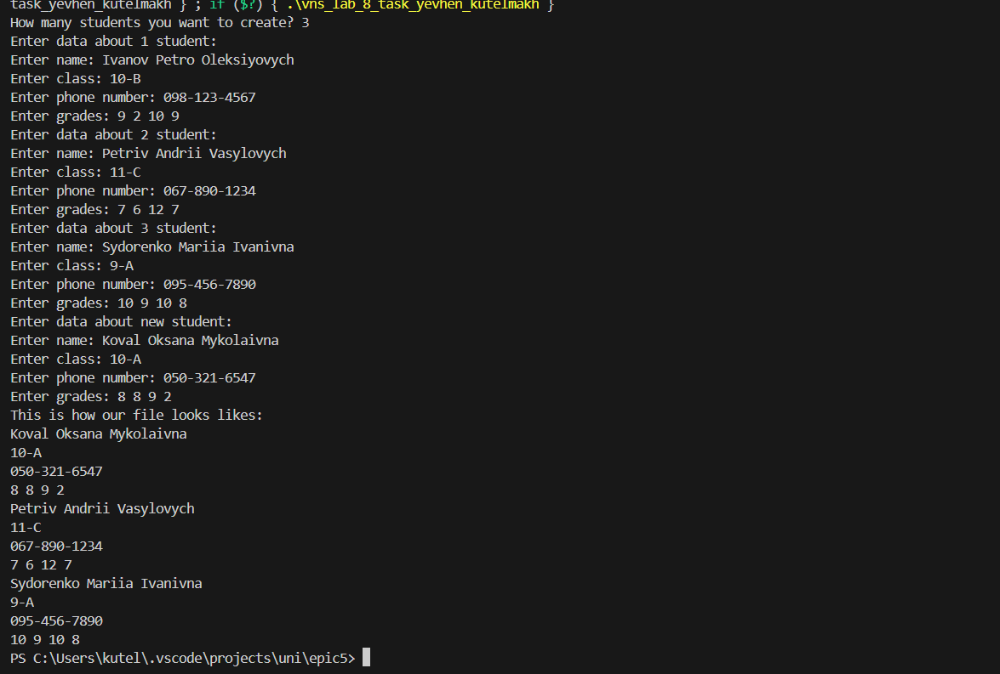 task_yevhen_kutelmakh } ; if ($?) { .\vns_lab_8_task_yevhen_kutelmakh }
How many students you want to create? 3
Enter data about 1 student:
Enter name: Ivanov Petro Oleksiyovych
Enter class: 10-B
Enter phone number: 098-123-4567
Enter grades: 9 2 10 9
Enter data about 2 student:
Enter name: Petriv Andrii Vasylovych
Enter class: 11-C
Enter phone number: 067-890-1234
Enter grades: 7 6 12 7
Enter data about 3 student:
Enter name: Sydorenko Mariia Ivanivna
Enter class: 9-A
Enter phone number: 095-456-7890
Enter grades: 10 9 10 8
Enter data about new student:
Enter name: Koval Oksana Mykolaivna
Enter class: 10-A
Enter phone number: 050-321-6547
Enter grades: 8 8 9 2
This is how our file looks likes:
Koval Oksana Mykolaivna
10-A
050-321-6547
8 8 9 2
Petriv Andrii Vasylovych
11-C
067-890-1234
7 6 12 7
Sydorenko Mariia Ivanivna
9-A
095-456-7890
10 9 10 8
PS C:\Users\kutel\.vscode\projects\uni\epic5>